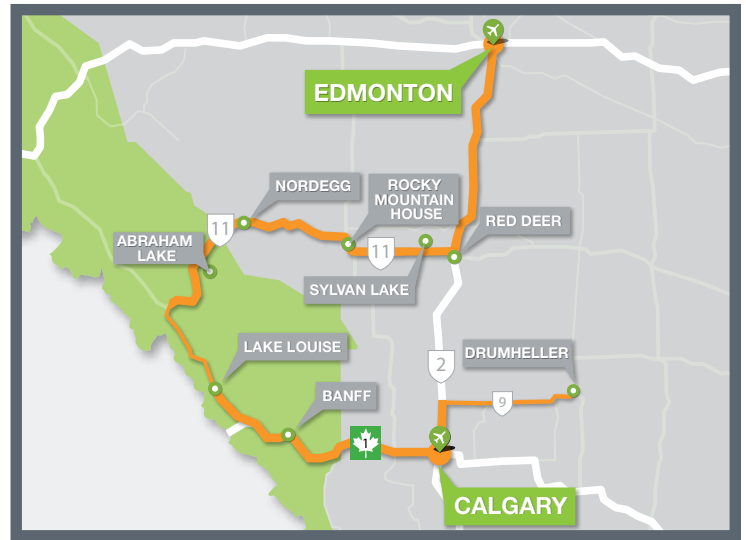 EDMONTON
NORDEGG
ROCKY
MOUNTAIN
HOUSE
11
ABRAHAM
LAKE
RED DEER
11
SYLVAN LAKE
LAKE LOUISE
2
DRUMHELLER
BANFF
9
1
CALGARY